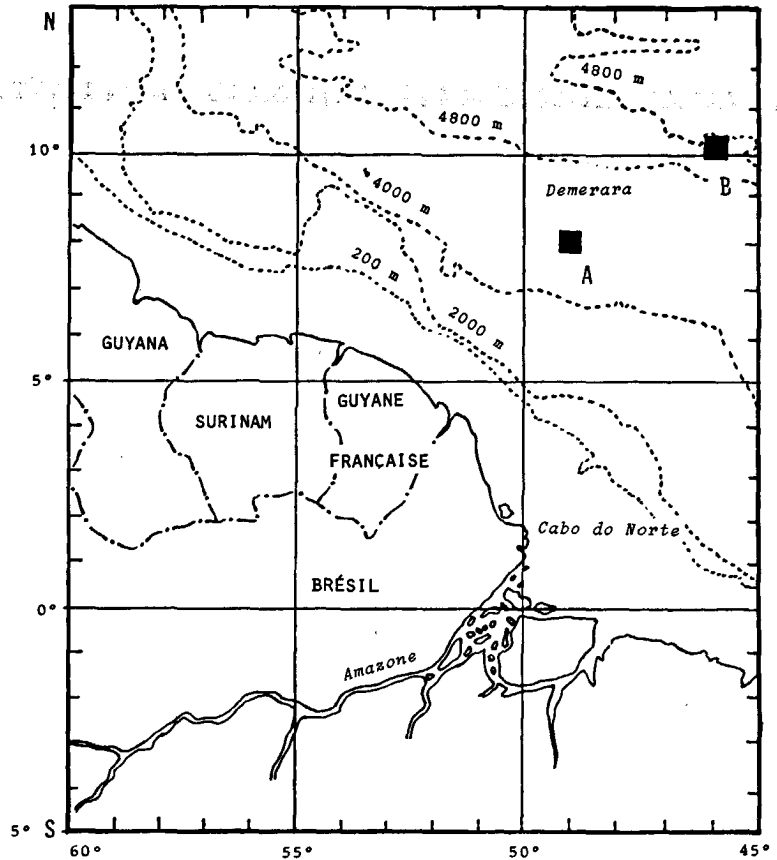 N
4800 m
4800 m
10°
Demerara
B
4000 m
A
200 m
2000 m
GUYANA
5°
SURINAM
GUYANE
FRANÇAISE
Cabo do Norte
BRÉSIL
0°
Amazone
5° S
60°
55°
50°
45°